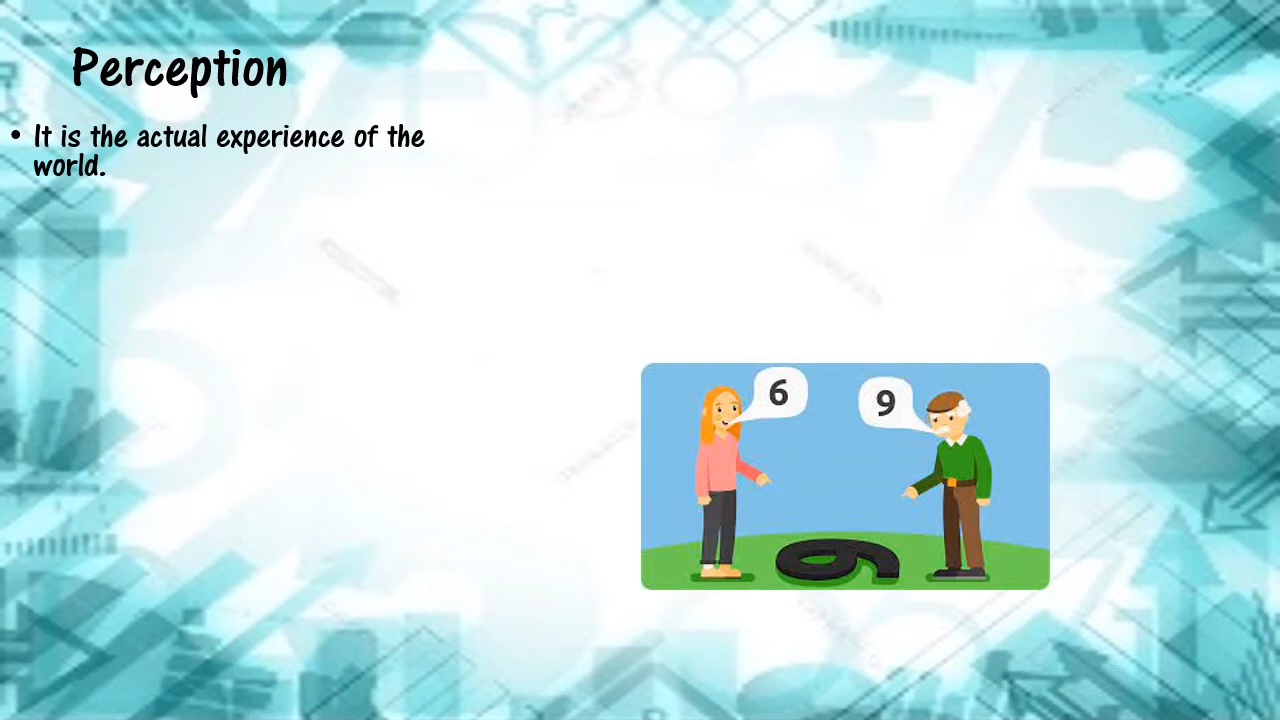 Perception
• It is the actual experience of the
world.
6
9